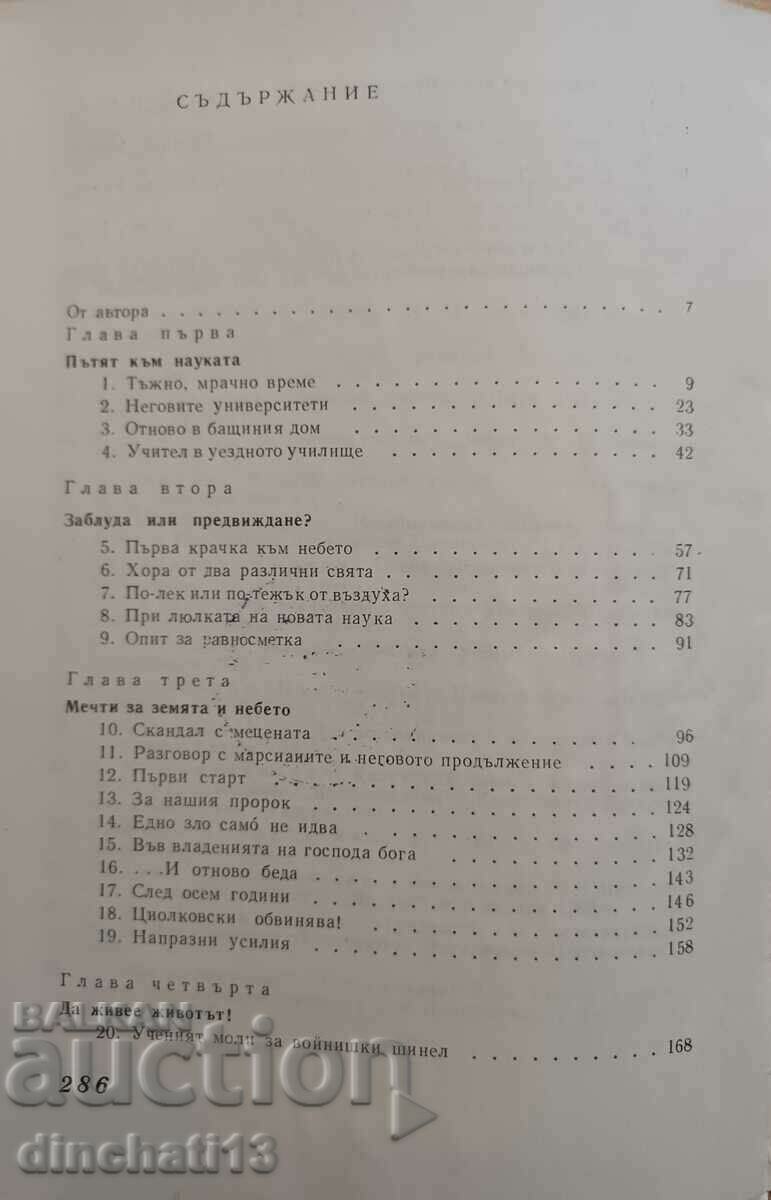 СЪДЪРЖАНИЕ
От автора . . . . . . . . . . . . . . . . . . . . . . . . 7
Глава първа
Пътят към науката
1. Тъжно, мрачно време . . . . . . . . . . . . . . 9
2. Неговите университети . . . . . . . . . . . . . . 23
3. Отново в бащиния дом . . . . . . . . . . . . . . 33
4. Учител в уездното училище . . . . . . . . . . . . 42
Глава втора
Заблуда или предвиждане?
5. Първа крачка към небето . . . . . . . . . . . . . 57
6. Хора от два различни свята . . . . . . . . . . . . 71
7. По-лек или по-тежък от въздуха? . . . . . . . . . . 77
8. При люлката на новата наука . . . . . . . . . . . 83
9. Опит за равносметка . . . . . . . . . . . . . . 91
Глава трета
Мечти за земята и небето
10. Скандал с мецената . . . . . . . . . . . . . . 96
11. Разговор с марсианите и неговото продължение . . . . 109
12. Първи старт . . . . . . . . . . . . . . . . . 119
13. За нашия пророк . . . . . . . . . . . . . . . 124
14. Едно зло само́ не идва . . . . . . . . . . . . . 128
15. Във владенията на господа бога . . . . . . . . . 132
16. . . . И отново беда . . . . . . . . . . . . . . 143
17. След осем години . . . . . . . . . . . . . . . 146
18. Циолковски обвинява! . . . . . . . . . . . . . 152
19. Напразни усилия . . . . . . . . . . . . . . . 158
Глава четвърта
Да живее животът!
20. Ученият моли за войнишки шинел . . . . . . . . . 168
286
BALKAN
auction
dinchati13